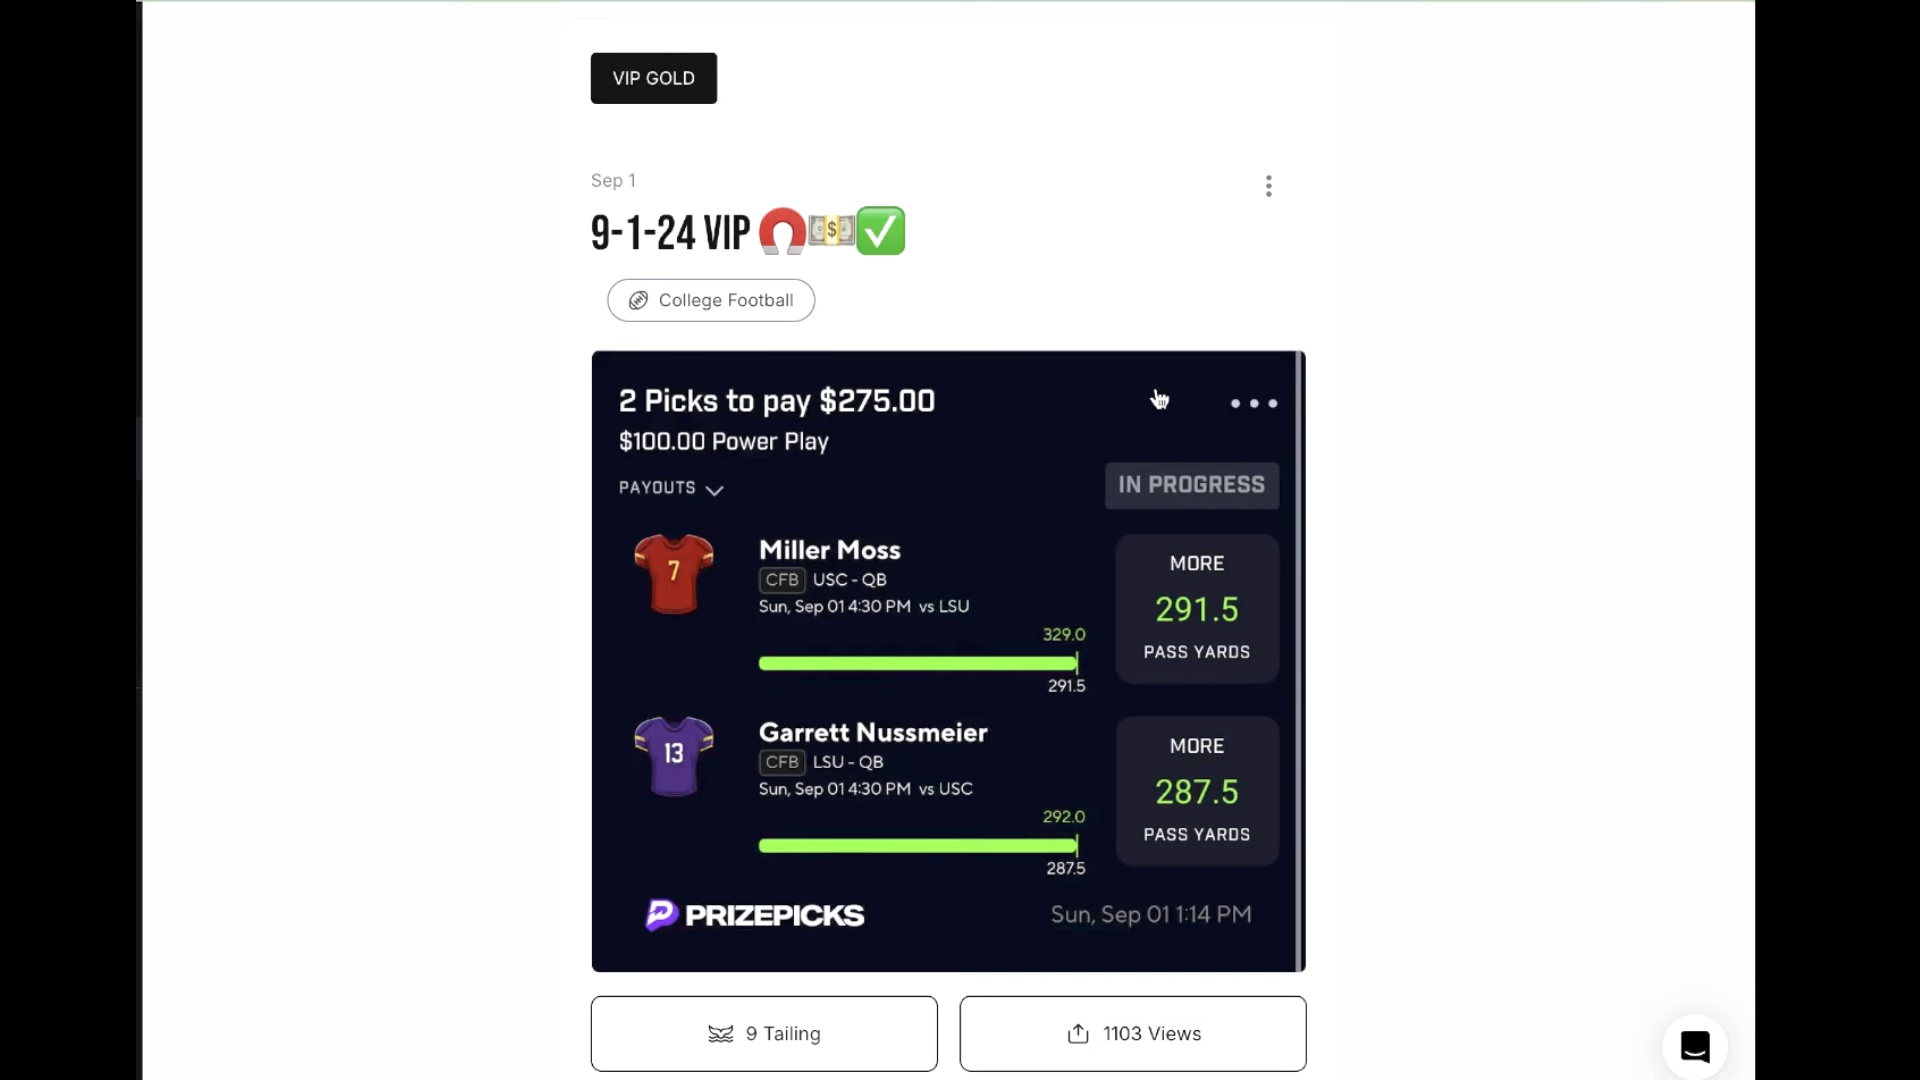 VIP GOLD
Sep 1
9-1-24 VIP 🧲💵✅
College Football
2 Picks to pay $275.00
$100.00 Power Play
PAYOUTS
IN PROGRESS
7
Miller Moss
CFB USC - QB
Sun, Sep 01 4:30 PM vs LSU
329.0
291.5
MORE
291.5
PASS YARDS
13
Garrett Nussmeier
CFB LSU - QB
Sun, Sep 01 4:30 PM vs USC
292.0
287.5
MORE
287.5
PASS YARDS
PRIZEPICKS
Sun, Sep 01 1:14 PM
9 Tailing
1103 Views